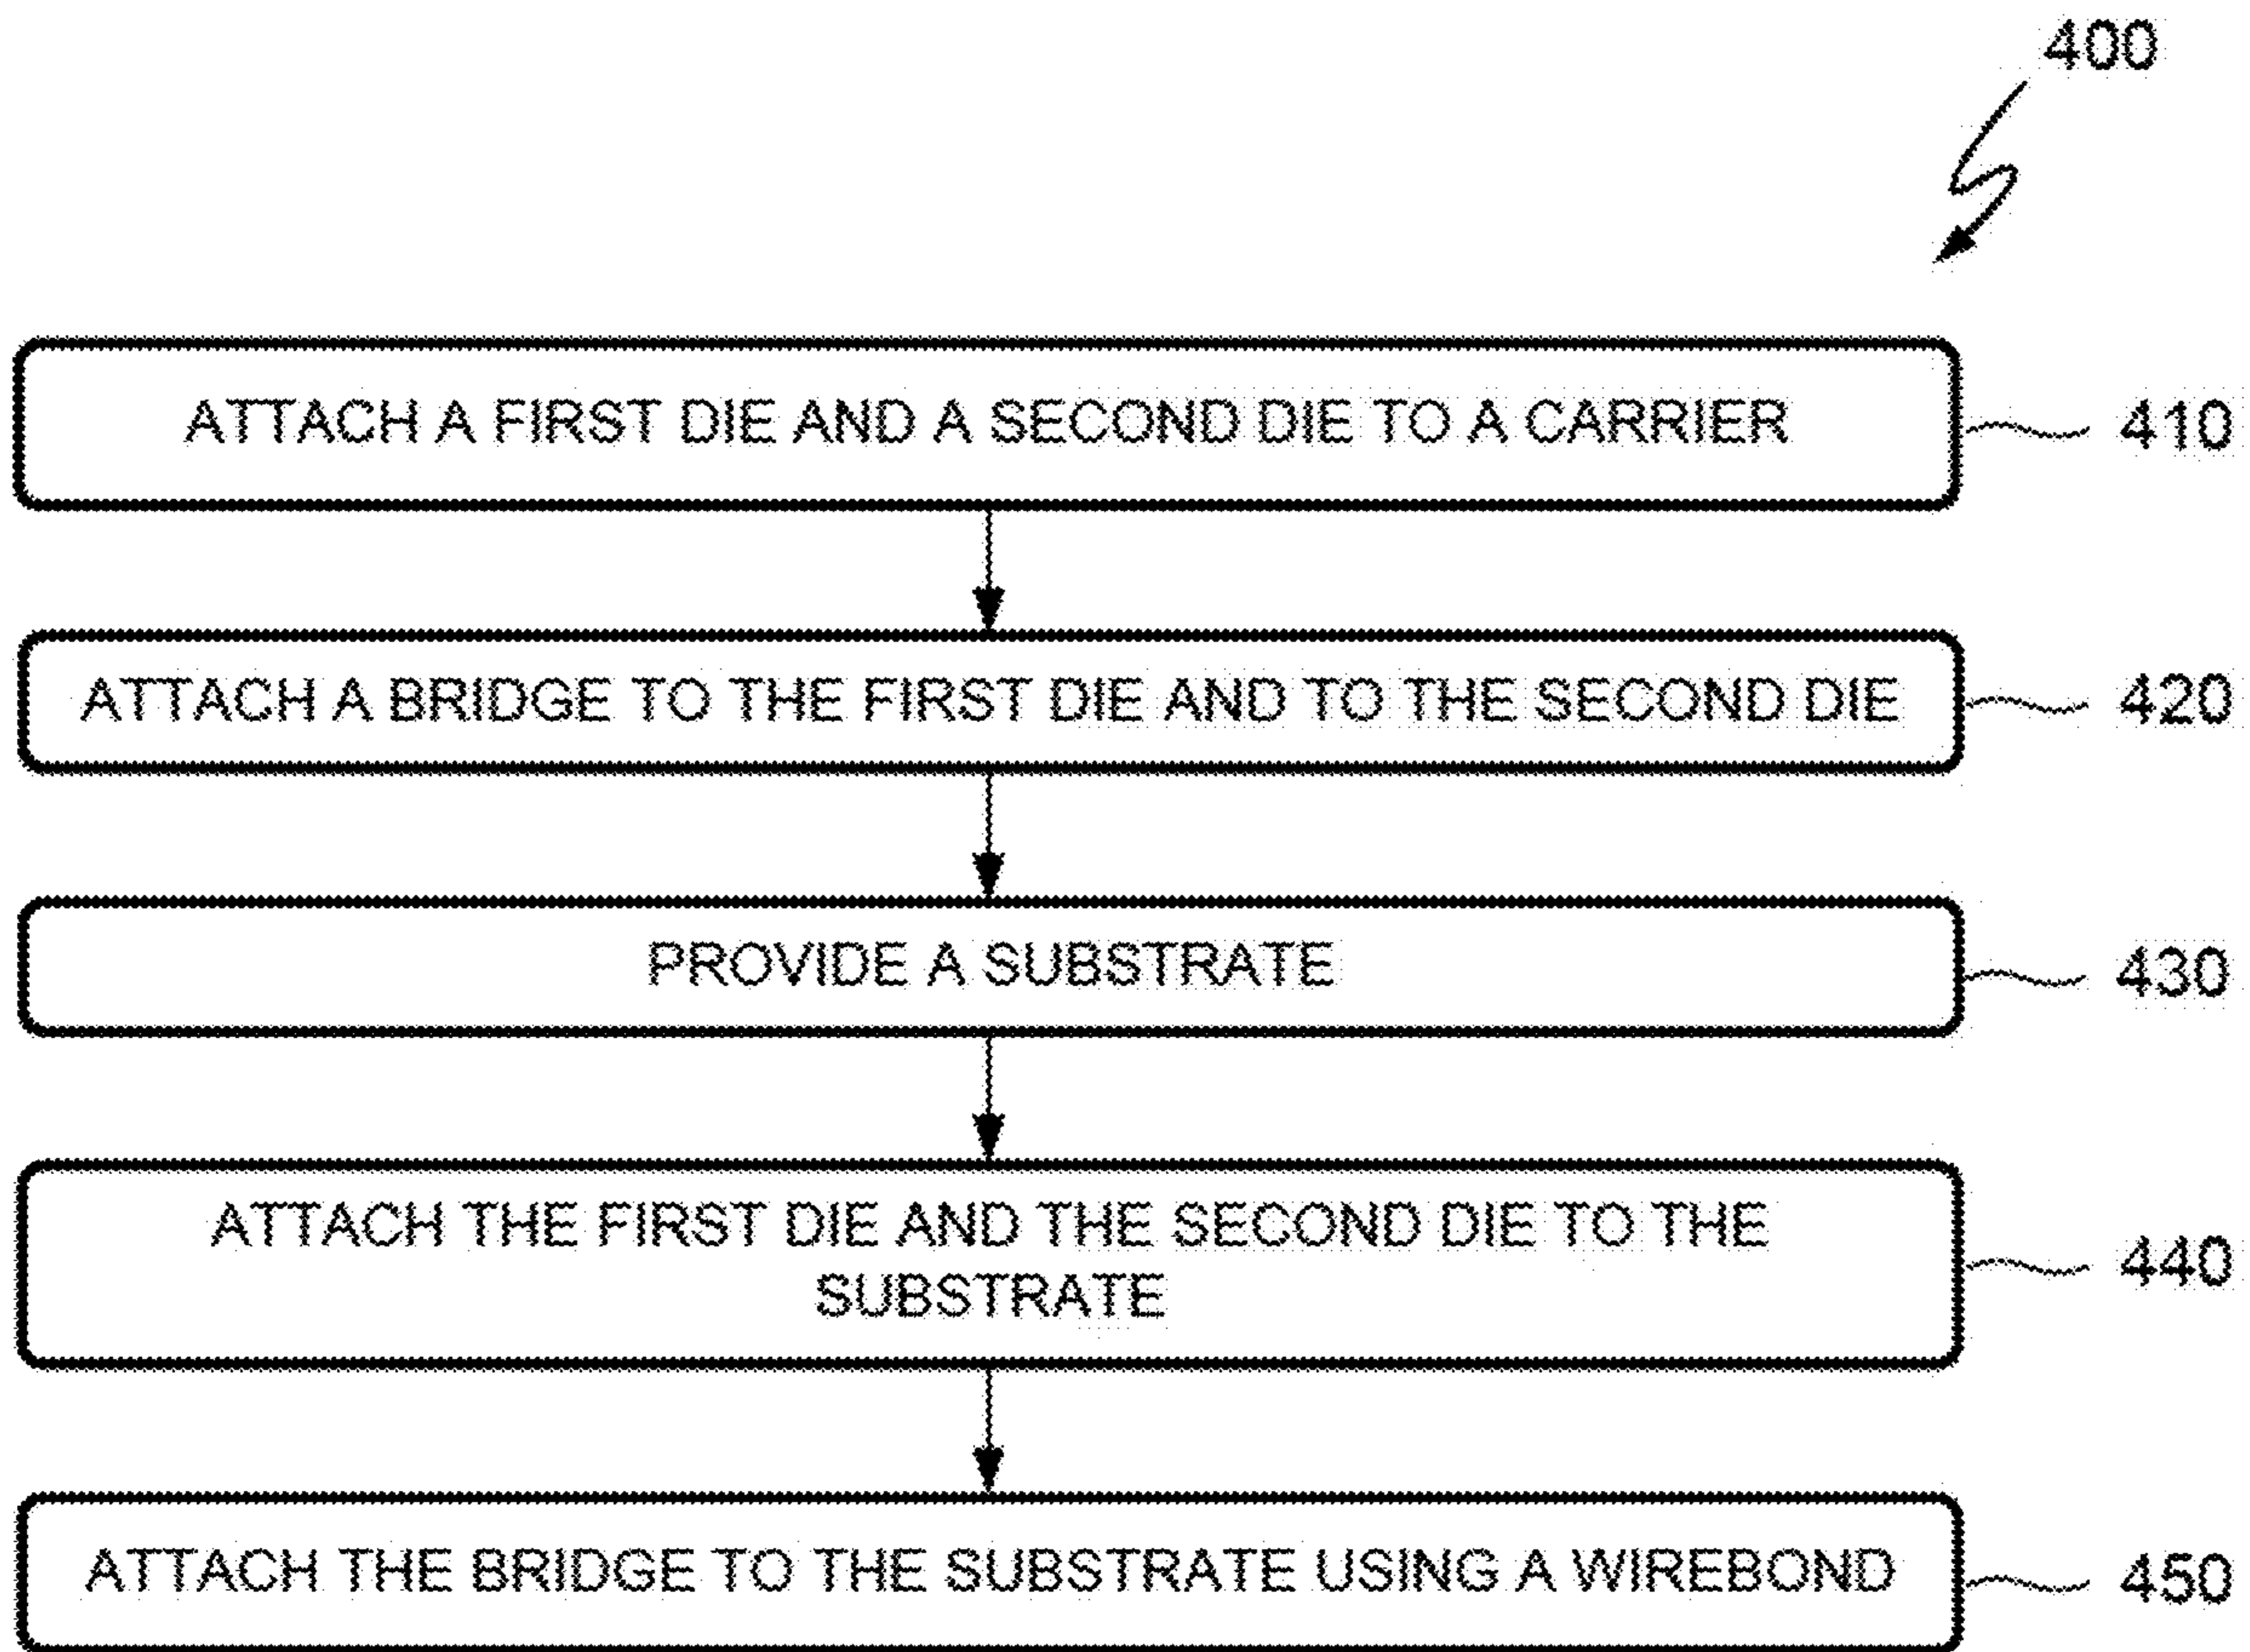 400
ATTACH A FIRST DIE AND A SECOND DIE TO A CARRIER
410
ATTACH A BRIDGE TO THE FIRST DIE AND TO THE SECOND DIE
420
PROVIDE A SUBSTRATE
430
ATTACH THE FIRST DIE AND THE SECOND DIE TO THE
SUBSTRATE
440
ATTACH THE BRIDGE TO THE SUBSTRATE USING A WIREBOND
450